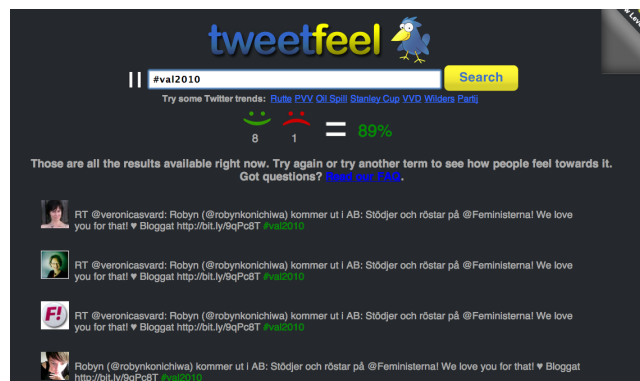 tweetfeel
#val2010
Search
Try some Twitter trends: Rutte PVV Oil Spill Stanley Cup VVD Wilders Partij
8 1 = 89%
Those are all the results available right now. Try again or try another term to see how people feel towards it.
Got questions? Read our FAQ.
RT @veronicasvard: Robyn (@robynkonichiwa) kommer ut i AB: Stödjer och röstar på @Feministerna! We love
you for that! ♥ Bloggat http://bit.ly/9qPc8T #val2010
RT @veronicasvard: Robyn (@robynkonichiwa) kommer ut i AB: Stödjer och röstar på @Feministerna! We love
you for that! ♥ Bloggat http://bit.ly/9qPc8T #val2010
F!
RT @veronicasvard: Robyn (@robynkonichiwa) kommer ut i AB: Stödjer och röstar på @Feministerna! We love
you for that! ♥ Bloggat http://bit.ly/9qPc8T #val2010
Robyn (@robynkonichiwa) kommer ut i AB: Stödjer och röstar på @Feministerna! We love you for that! ♥ Bloggat
http://bit.ly/9qPc8T #val2010